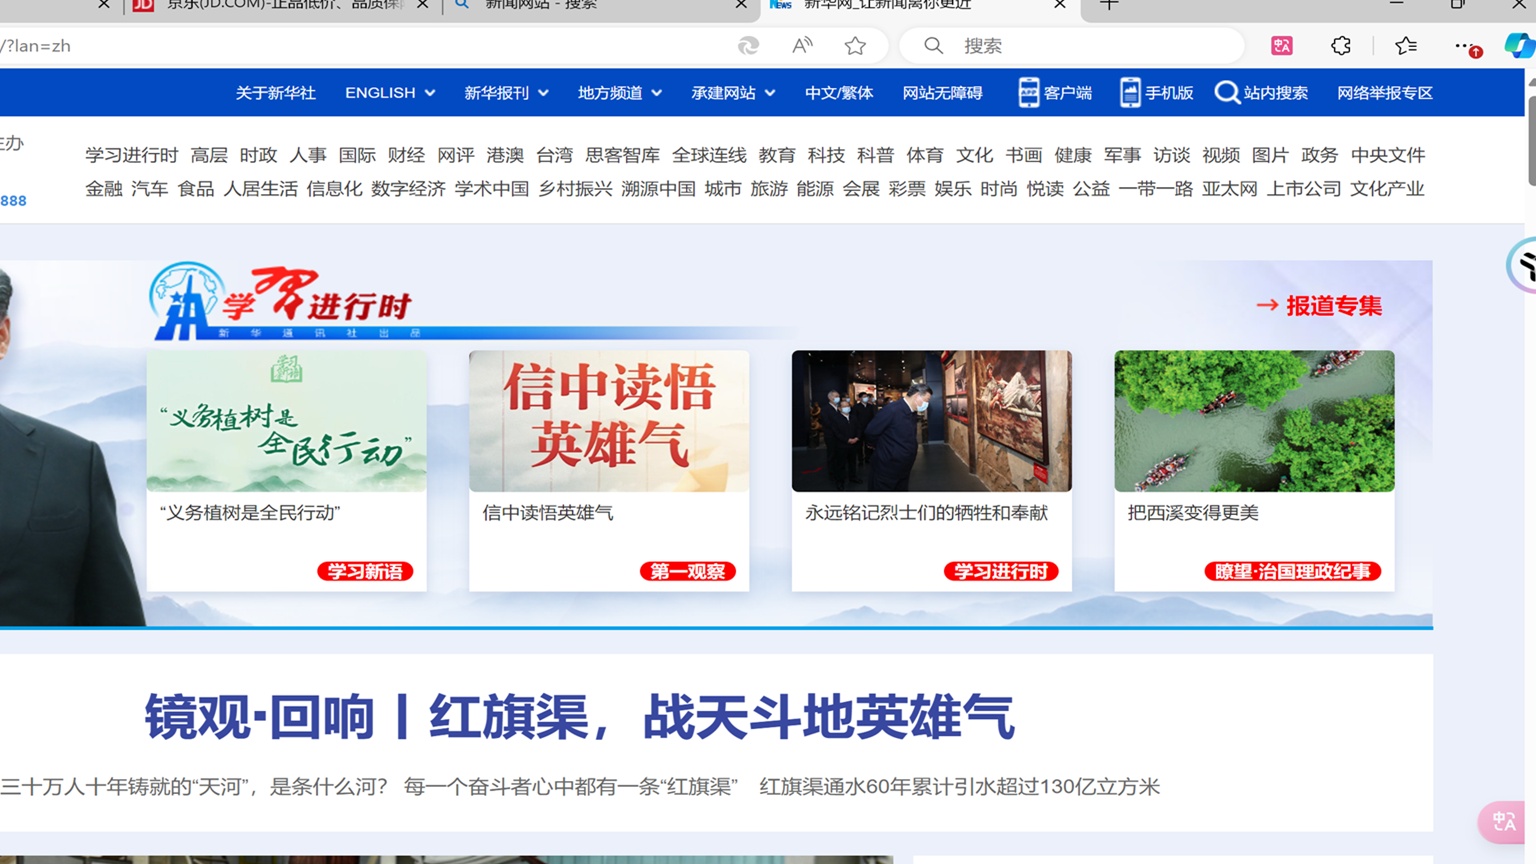 京东(JD.COM)-正品低价、品质保
新闻网站 - 搜索
新华网_让新闻离你更近
/?lan=zh
搜索
关于新华社 ENGLISH 新华报刊 地方频道 承建网站 中文/繁体 网站无障碍 客户端 手机版 站内搜索 网络举报专区
主办
888
学习进行时 高层 时政 人事 国际 财经 网评 港澳 台湾 思客智库 全球连线 教育 科技 科普 体育 文化 书画 健康 军事 访谈 视频 图片 政务 中央文件
金融 汽车 食品 人居生活 信息化 数字经济 学术中国 乡村振兴 溯源中国 城市 旅游 能源 会展 彩票 娱乐 时尚 悦读 公益 一带一路 亚太网 上市公司 文化产业
学习进行时
新华通讯社出品
→ 报道专集
“义务植树是
全民行动”
信中读悟
英雄气
“义务植树是全民行动”
学习新语
信中读悟英雄气
第一观察
永远铭记烈士们的牺牲和奉献
学习进行时
把西溪变得更美
瞭望·治国理政纪事
镜观·回响丨红旗渠，战天斗地英雄气
三十万人十年铸就的“天河”，是条什么河？ 每一个奋斗者心中都有一条“红旗渠” 红旗渠通水60年累计引水超过130亿立方米